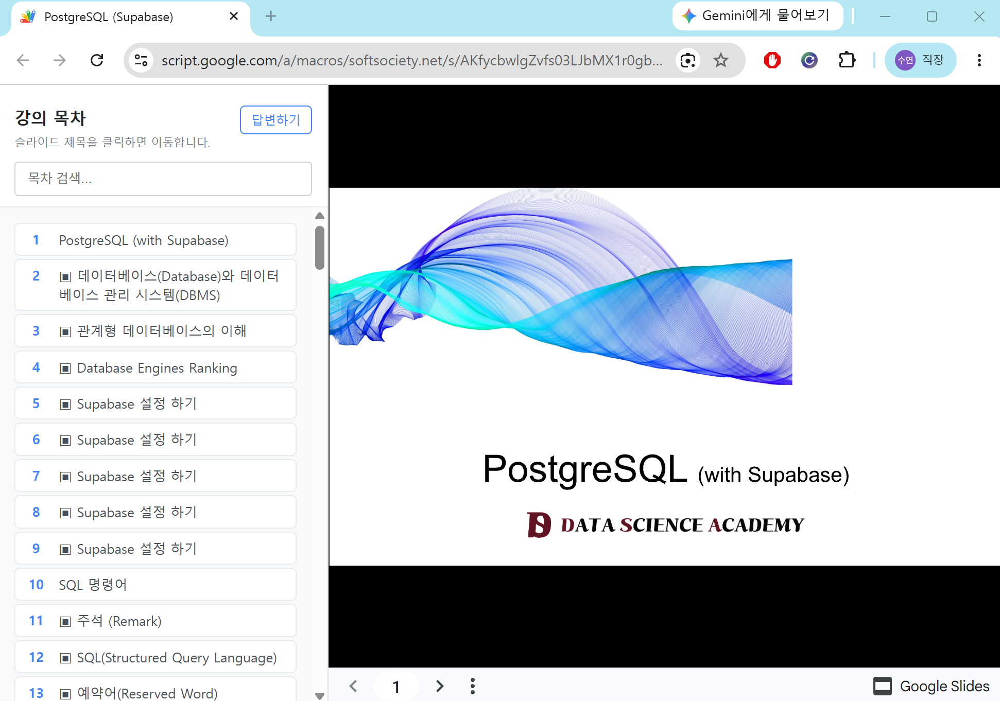 PostgreSQL (Supabase)
Gemini에게 물어보기
script.google.com/a/macros/softsociety.net/s/AKfycbwlgZvfs03LJbMX1r0gb...
수연 직장
강의 목차
답변하기
슬라이드 제목을 클릭하면 이동합니다.
목차 검색...
1 PostgreSQL (with Supabase)
2 ▣ 데이터베이스(Database)와 데이터
베이스 관리 시스템(DBMS)
3 ▣ 관계형 데이터베이스의 이해
4 ▣ Database Engines Ranking
5 ▣ Supabase 설정 하기
6 ▣ Supabase 설정 하기
7 ▣ Supabase 설정 하기
8 ▣ Supabase 설정 하기
9 ▣ Supabase 설정 하기
10 SQL 명령어
11 ▣ 주석 (Remark)
12 ▣ SQL(Structured Query Language)
13 ▣ 예약어(Reserved Word)
PostgreSQL (with Supabase)
DATA SCIENCE ACADEMY
1
Google Slides